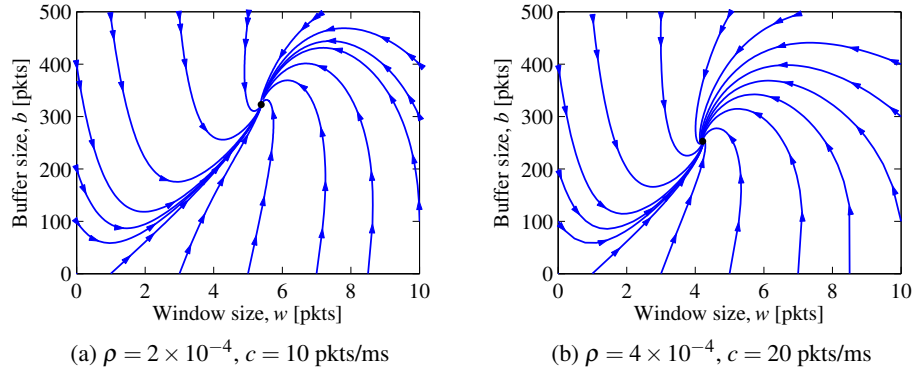 500
400
300
200
100
0
Buffer size, b [pkts]
0 2 4 6 8 10
Window size, w [pkts]
(a) ρ = 2 × 10⁻⁴, c = 10 pkts/ms
500
400
300
200
100
0
Buffer size, b [pkts]
0 2 4 6 8 10
Window size, w [pkts]
(b) ρ = 4 × 10⁻⁴, c = 20 pkts/ms